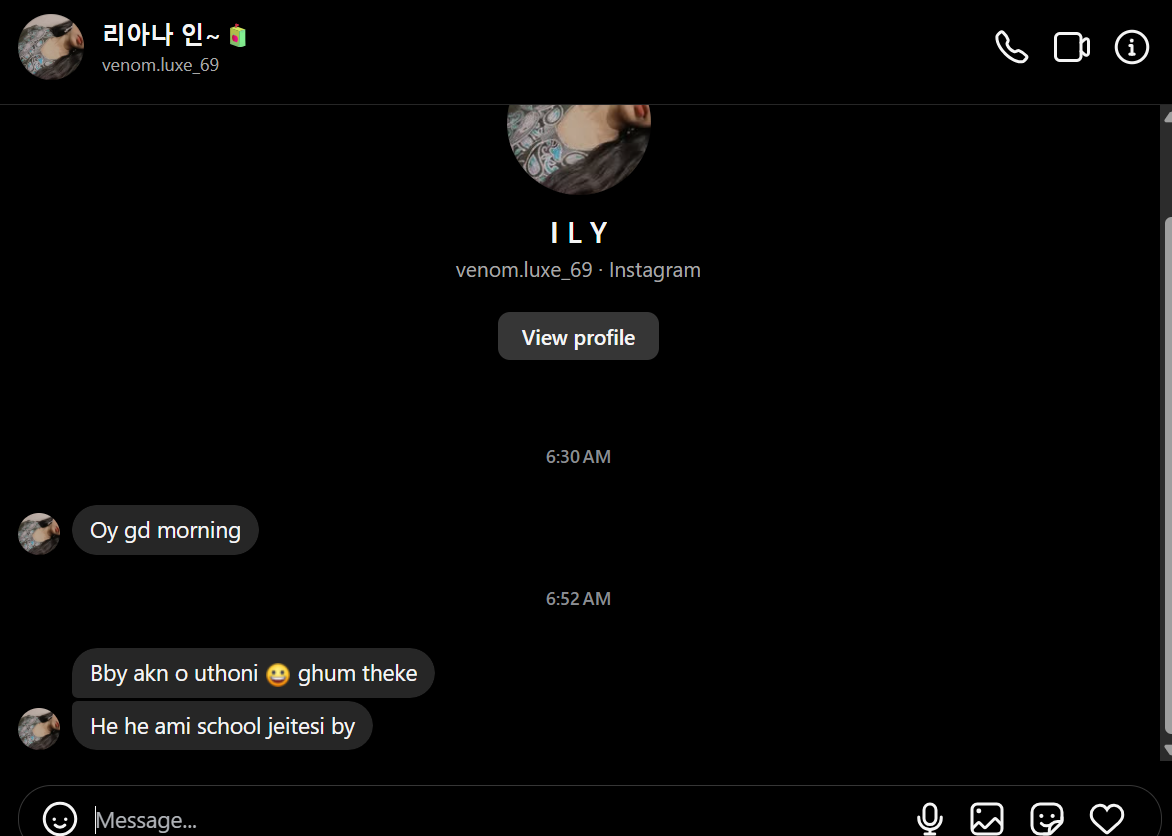 리아나 인~
venom.luxe_69
I L Y
venom.luxe_69 · Instagram
View profile
6:30 AM
Oy gd morning
6:52 AM
Bby akn o uthoni 😀 ghum theke
He he ami school jeitesi by
Message...